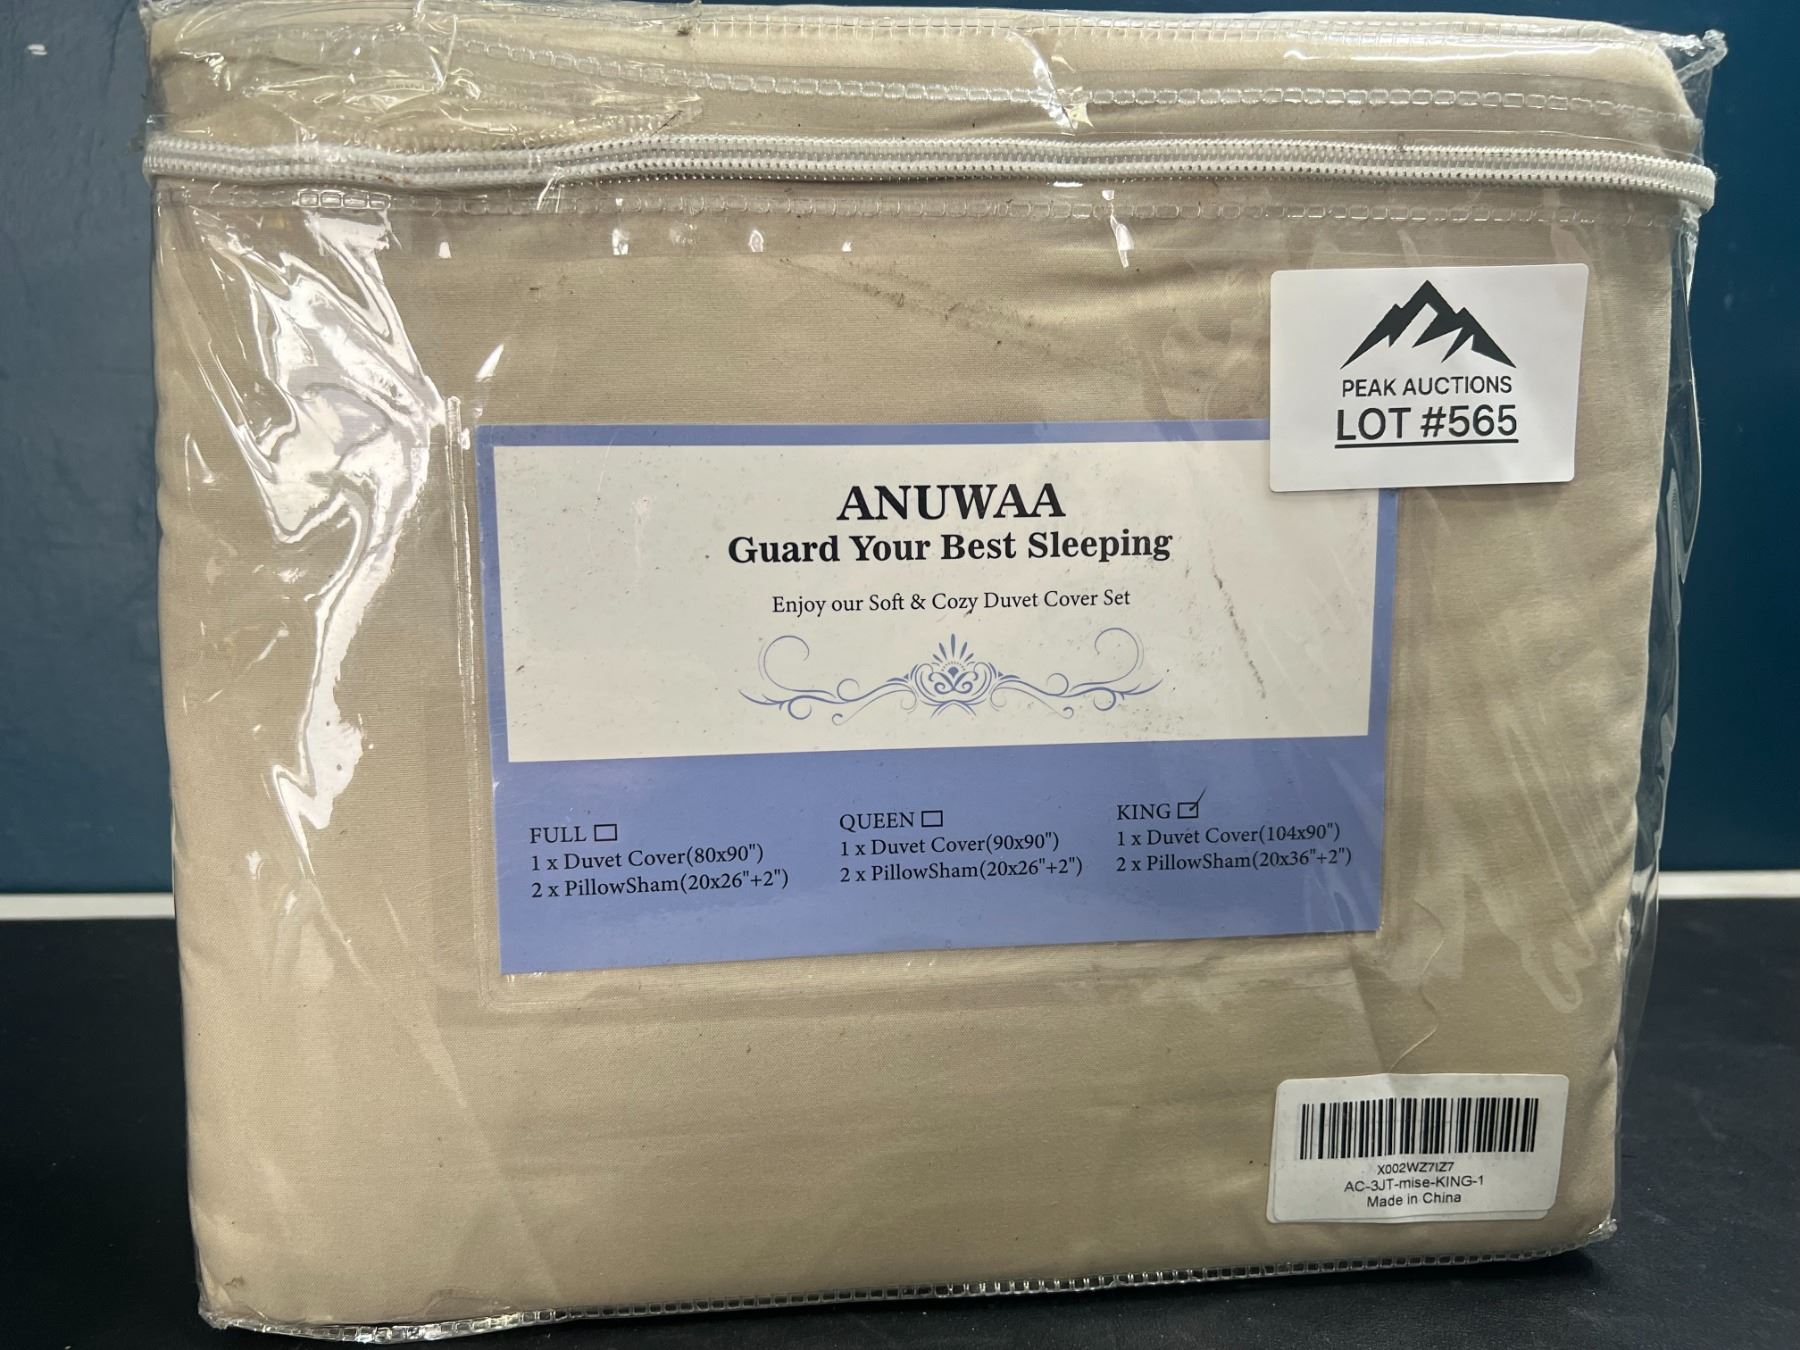 PEAK AUCTIONS
LOT #565
ANUWAA
Guard Your Best Sleeping
Enjoy our Soft & Cozy Duvet Cover Set
FULL
1 x Duvet Cover(80x90")
2 x PillowSham(20x26"+2")
QUEEN
1 x Duvet Cover(90x90")
2 x PillowSham(20x26"+2")
KING
1 x Duvet Cover(104x90")
2 x PillowSham(20x36"+2")
X002WZ7IZ7
AC-3JT-mise-KING-1
Made in China